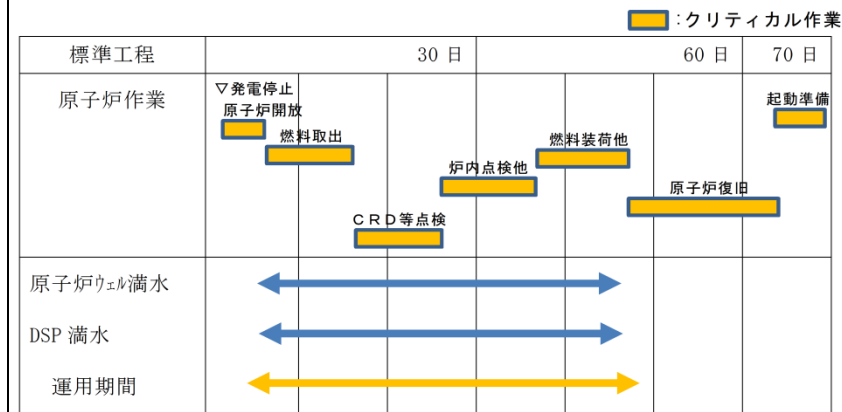 :クリティカル作業
標準工程 30 日 60 日 70 日
原子炉作業
▽発電停止
原子炉開放
燃料取出
CRD等点検
炉内点検他
燃料装荷他
原子炉復旧
起動準備
原子炉ウェル満水
DSP 満水
運用期間